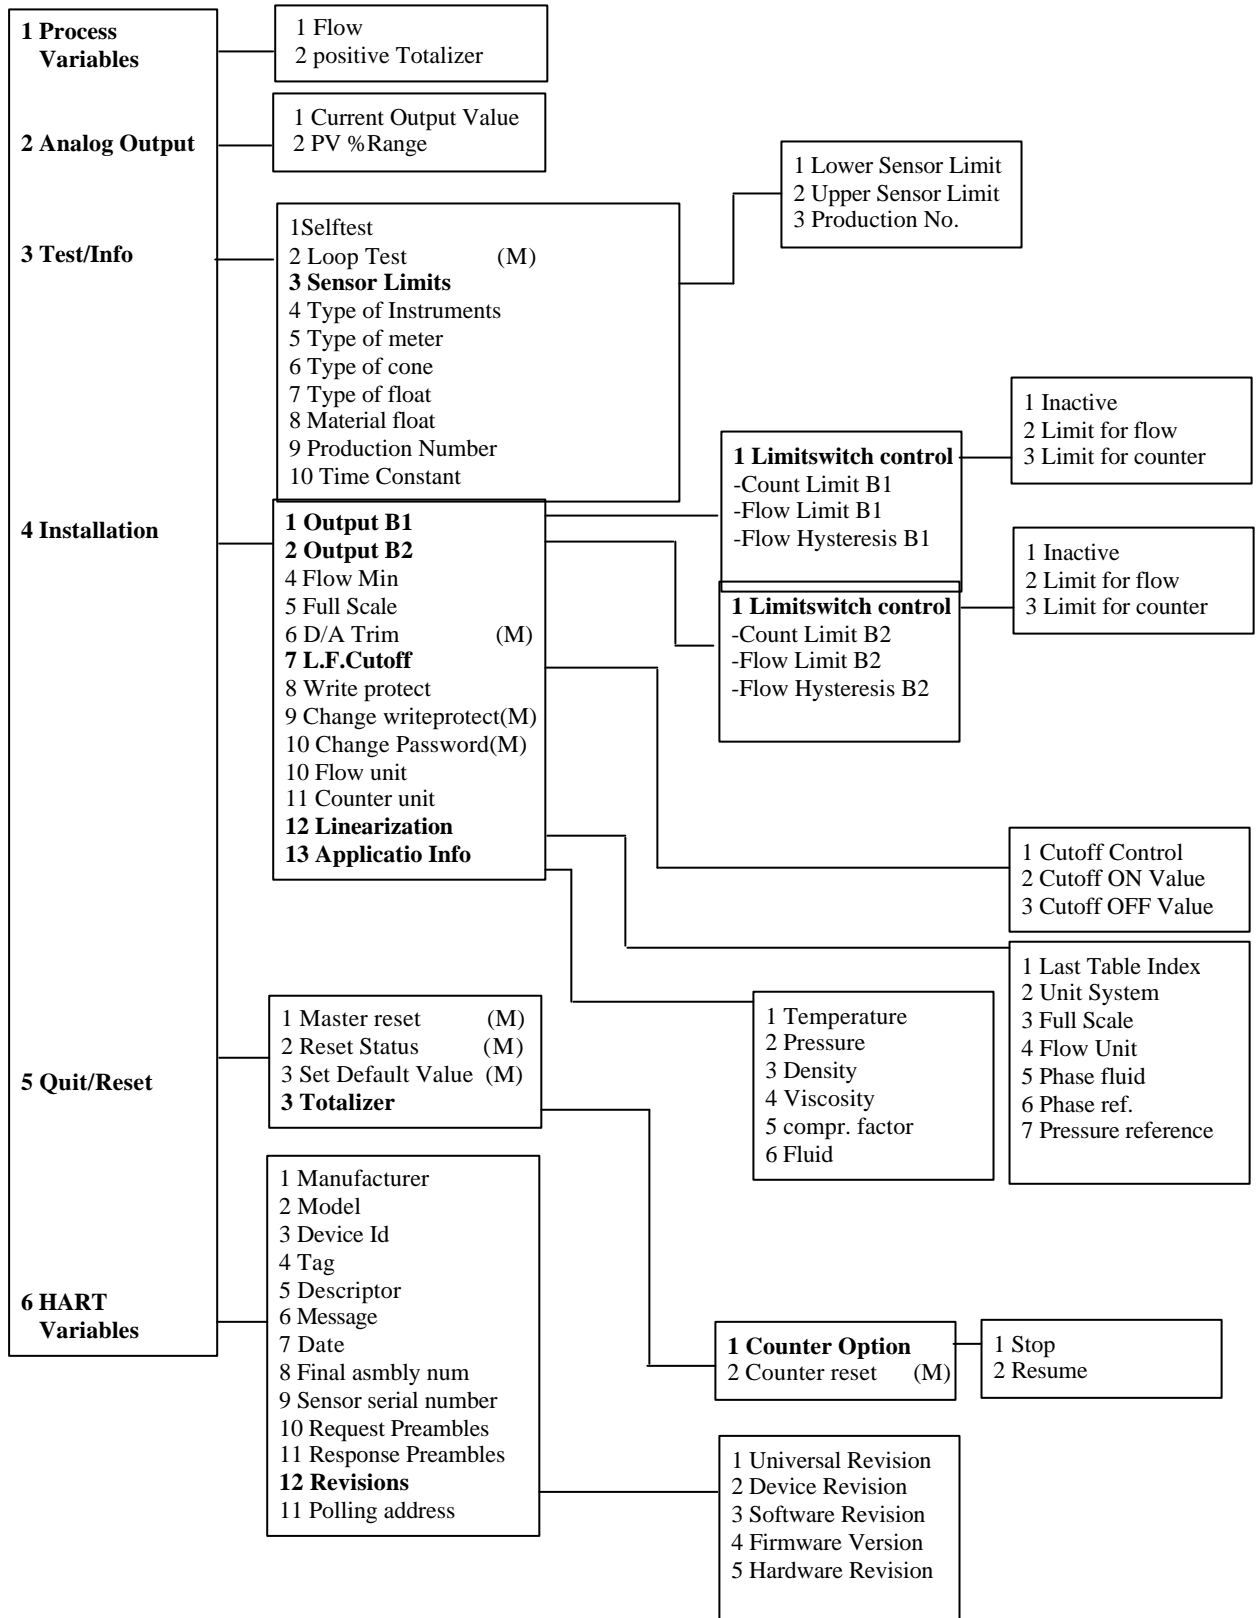 1 Process
Variables
2 Analog Output
3 Test/Info
4 Installation
5 Quit/Reset
6 HART
Variables
1 Flow
2 positive Totalizer
1 Current Output Value
2 PV %Range
1Selftest
2 Loop Test (M)
3 Sensor Limits
4 Type of Instruments
5 Type of meter
6 Type of cone
7 Type of float
8 Material float
9 Production Number
10 Time Constant
1 Lower Sensor Limit
2 Upper Sensor Limit
3 Production No.
1 Output B1
2 Output B2
4 Flow Min
5 Full Scale
6 D/A Trim (M)
7 L.F.Cutoff
8 Write protect
9 Change writeprotect(M)
10 Change Password(M)
10 Flow unit
11 Counter unit
12 Linearization
13 Applicatio Info
1 Limitswitch control
-Count Limit B1
-Flow Limit B1
-Flow Hysteresis B1
1 Inactive
2 Limit for flow
3 Limit for counter
1 Limitswitch control
-Count Limit B2
-Flow Limit B2
-Flow Hysteresis B2
1 Inactive
2 Limit for flow
3 Limit for counter
1 Cutoff Control
2 Cutoff ON Value
3 Cutoff OFF Value
1 Last Table Index
2 Unit System
3 Full Scale
4 Flow Unit
5 Phase fluid
6 Phase ref.
7 Pressure reference
1 Temperature
2 Pressure
3 Density
4 Viscosity
5 compr. factor
6 Fluid
1 Master reset (M)
2 Reset Status (M)
3 Set Default Value (M)
3 Totalizer
1 Counter Option
2 Counter reset (M)
1 Stop
2 Resume
1 Manufacturer
2 Model
3 Device Id
4 Tag
5 Descriptor
6 Message
7 Date
8 Final asmbly num
9 Sensor serial number
10 Request Preambles
11 Response Preambles
12 Revisions
11 Polling address
1 Universal Revision
2 Device Revision
3 Software Revision
4 Firmware Version
5 Hardware Revision